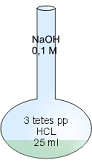 NaOH
0,1 M
3 tetes pp
HCL
25 ml